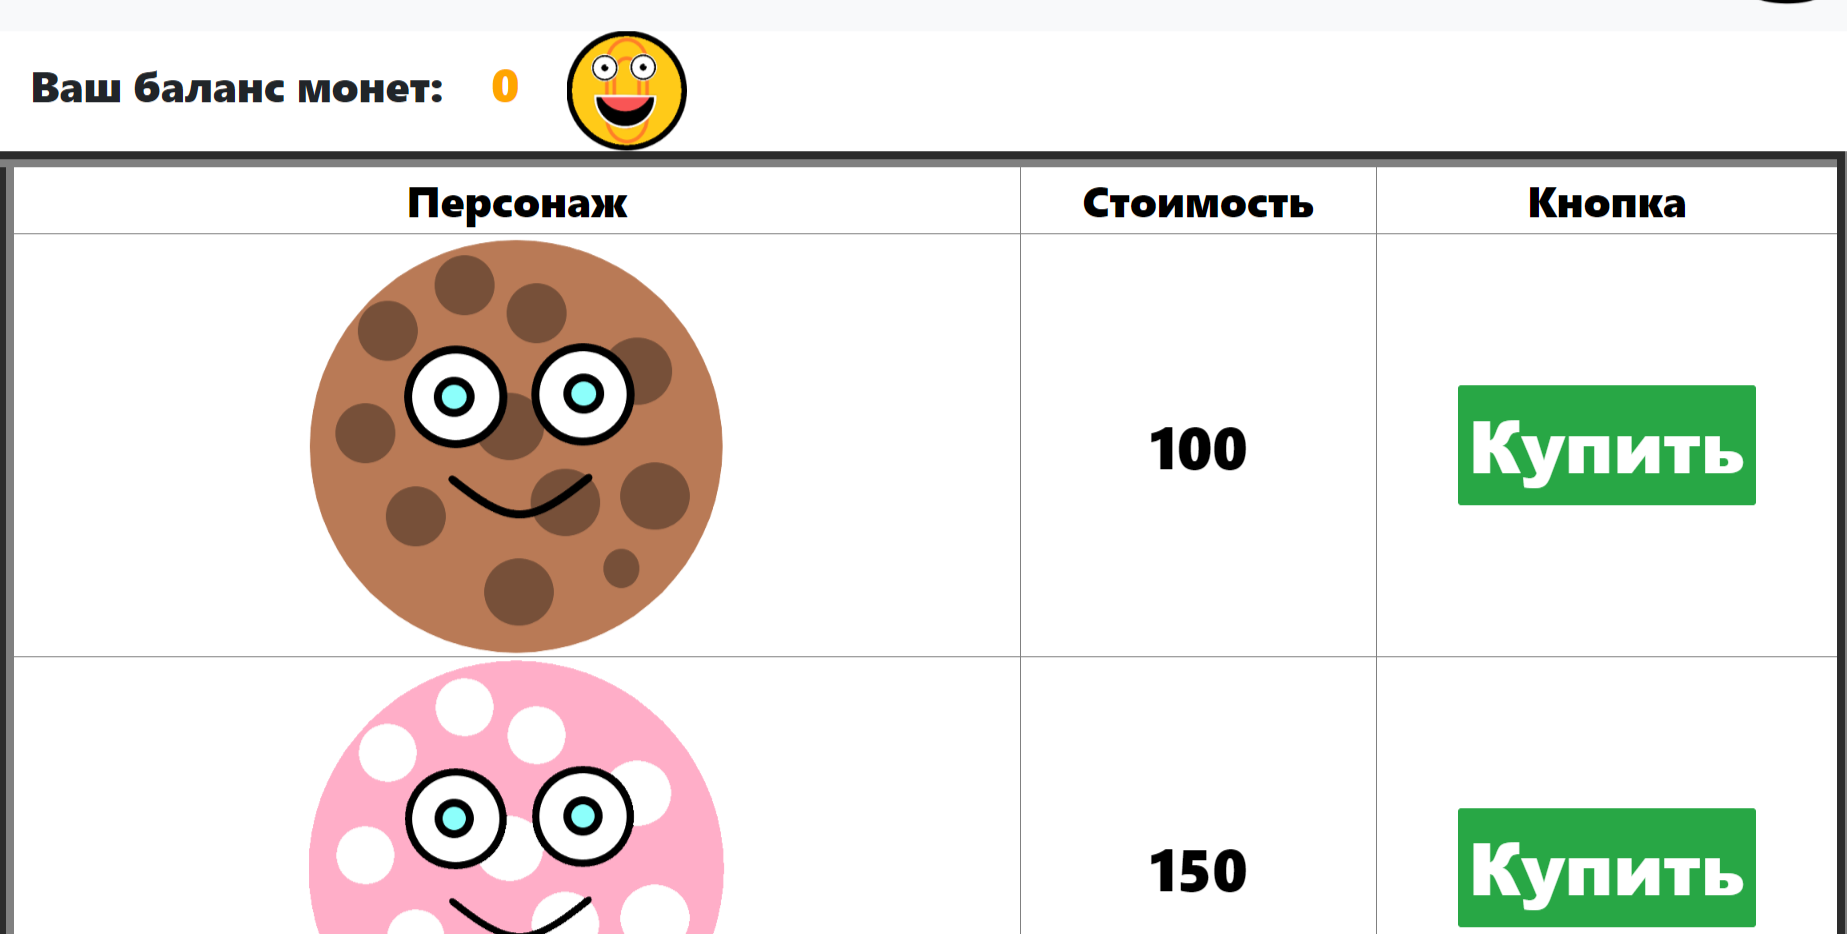 Ваш баланс монет: 0
Персонаж Стоимость Кнопка
100 Купить
150 Купить